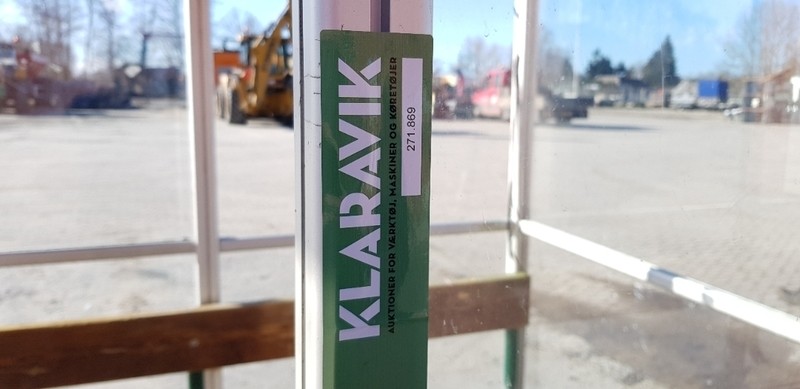 KLARAVIK
AUKTIONER FOR VÆRKTØJ, MASKINER OG KØRETØJER
271.869